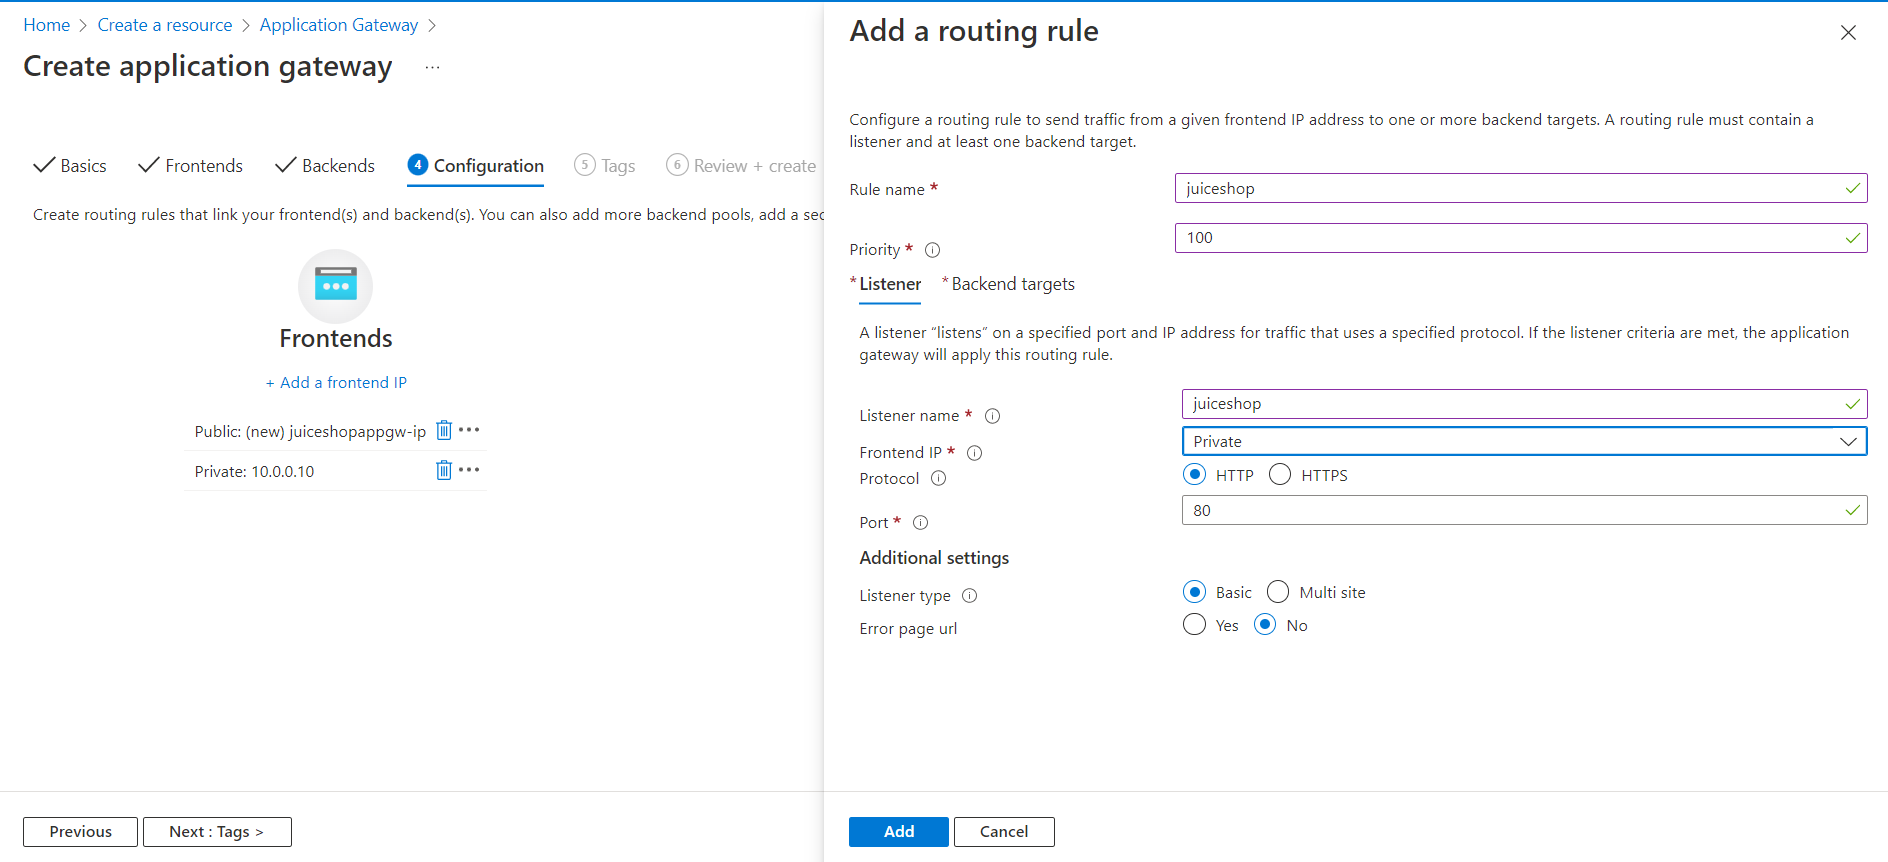 Home > Create a resource > Application Gateway >
Create application gateway ...
Basics Frontends Backends 4 Configuration 5 Tags 6 Review + create
Create routing rules that link your frontend(s) and backend(s). You can also add more backend pools, add a sec
Frontends
+ Add a frontend IP
Public: (new) juiceshopappgw-ip
Private: 10.0.0.10
Previous
Next : Tags >
Add a routing rule
Configure a routing rule to send traffic from a given frontend IP address to one or more backend targets. A routing rule must contain a
listener and at least one backend target.
Rule name * juiceshop
Priority * 100
* Listener * Backend targets
A listener “listens” on a specified port and IP address for traffic that uses a specified protocol. If the listener criteria are met, the application
gateway will apply this routing rule.
Listener name * juiceshop
Frontend IP * Private
Protocol HTTP HTTPS
Port * 80
Additional settings
Listener type Basic Multi site
Error page url Yes No
Add
Cancel